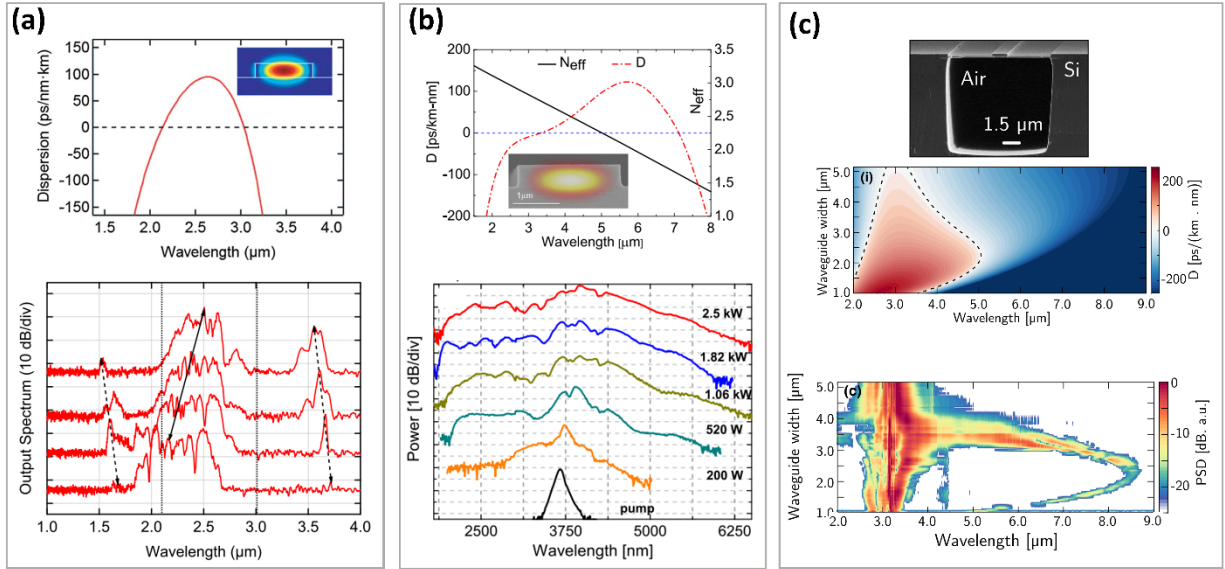 (a)
Dispersion (ps/nm·km)
150
100
50
0
-50
-100
-150
1.5 2.0 2.5 3.0 3.5 4.0
Wavelength (µm)
Output Spectrum (10 dB/div)
1.0 1.5 2.0 2.5 3.0 3.5 4.0
Wavelength (µm)
(b)
D [ps/km-nm]
200
150
100
50
0
-50
-100
-150
-200
Neff
D
1µm
3.5
3.0
2.5
2.0
1.5
1.0
Neff
2 3 4 5 6 7 8
Wavelength [µm]
Power [10 dB/div]
2.5 kW
1.82 kW
1.06 kW
520 W
200 W
pump
2500 3750 5000 6250
Wavelength [nm]
(c)
Air
Si
1.5 µm
(i)
Waveguide width [µm]
5.0
4.0
3.0
2.0
1.0
2.0 3.0 4.0 5.0 6.0 7.0 8.0 9.0
Wavelength [µm]
200
0
-200
D [ps/(km . nm)]
(c)
Waveguide width [µm]
5.0
4.0
3.0
2.0
1.0
2.0 3.0 4.0 5.0 6.0 7.0 8.0 9.0
Wavelength [µm]
0
-10
-20
PSD [dB. a.u.]